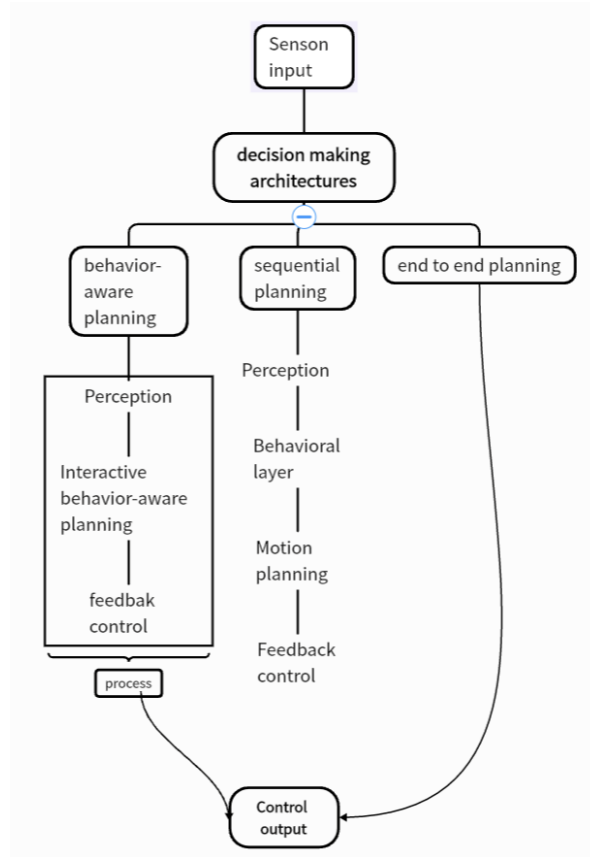 Senson
input
decision making
architectures
behavior-
aware
planning
sequential
planning
end to end planning
Perception
Interactive
behavior-aware
planning
feedbak
control
process
Perception
Behavioral
layer
Motion
planning
Feedback
control
Control
output